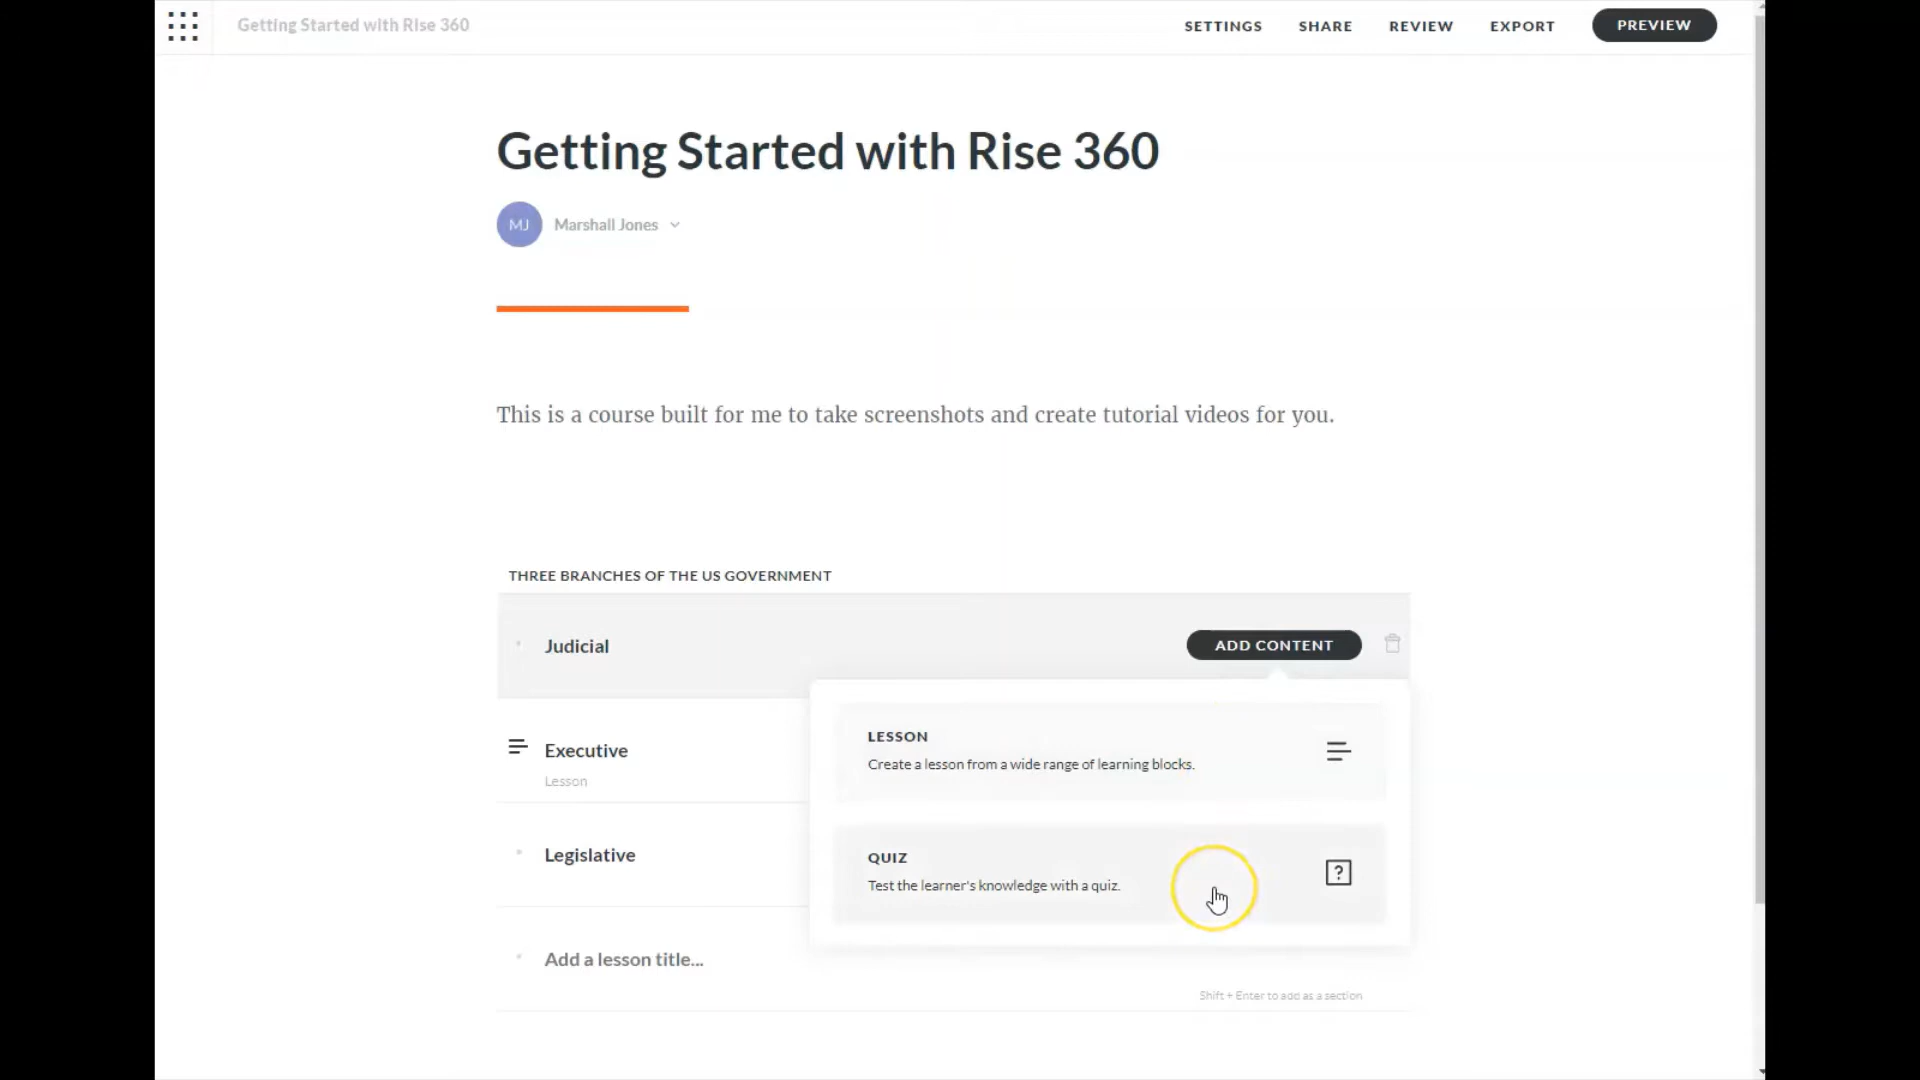 Getting Started with Rise 360
SETTINGS SHARE REVIEW EXPORT PREVIEW
Getting Started with Rise 360
MJ Marshall Jones
This is a course built for me to take screenshots and create tutorial videos for you.
THREE BRANCHES OF THE US GOVERNMENT
Judicial
ADD CONTENT
Executive
Lesson
LESSON
Create a lesson from a wide range of learning blocks.
Legislative
QUIZ
Test the learner's knowledge with a quiz.
?
Add a lesson title...
Shift + Enter to add as a section